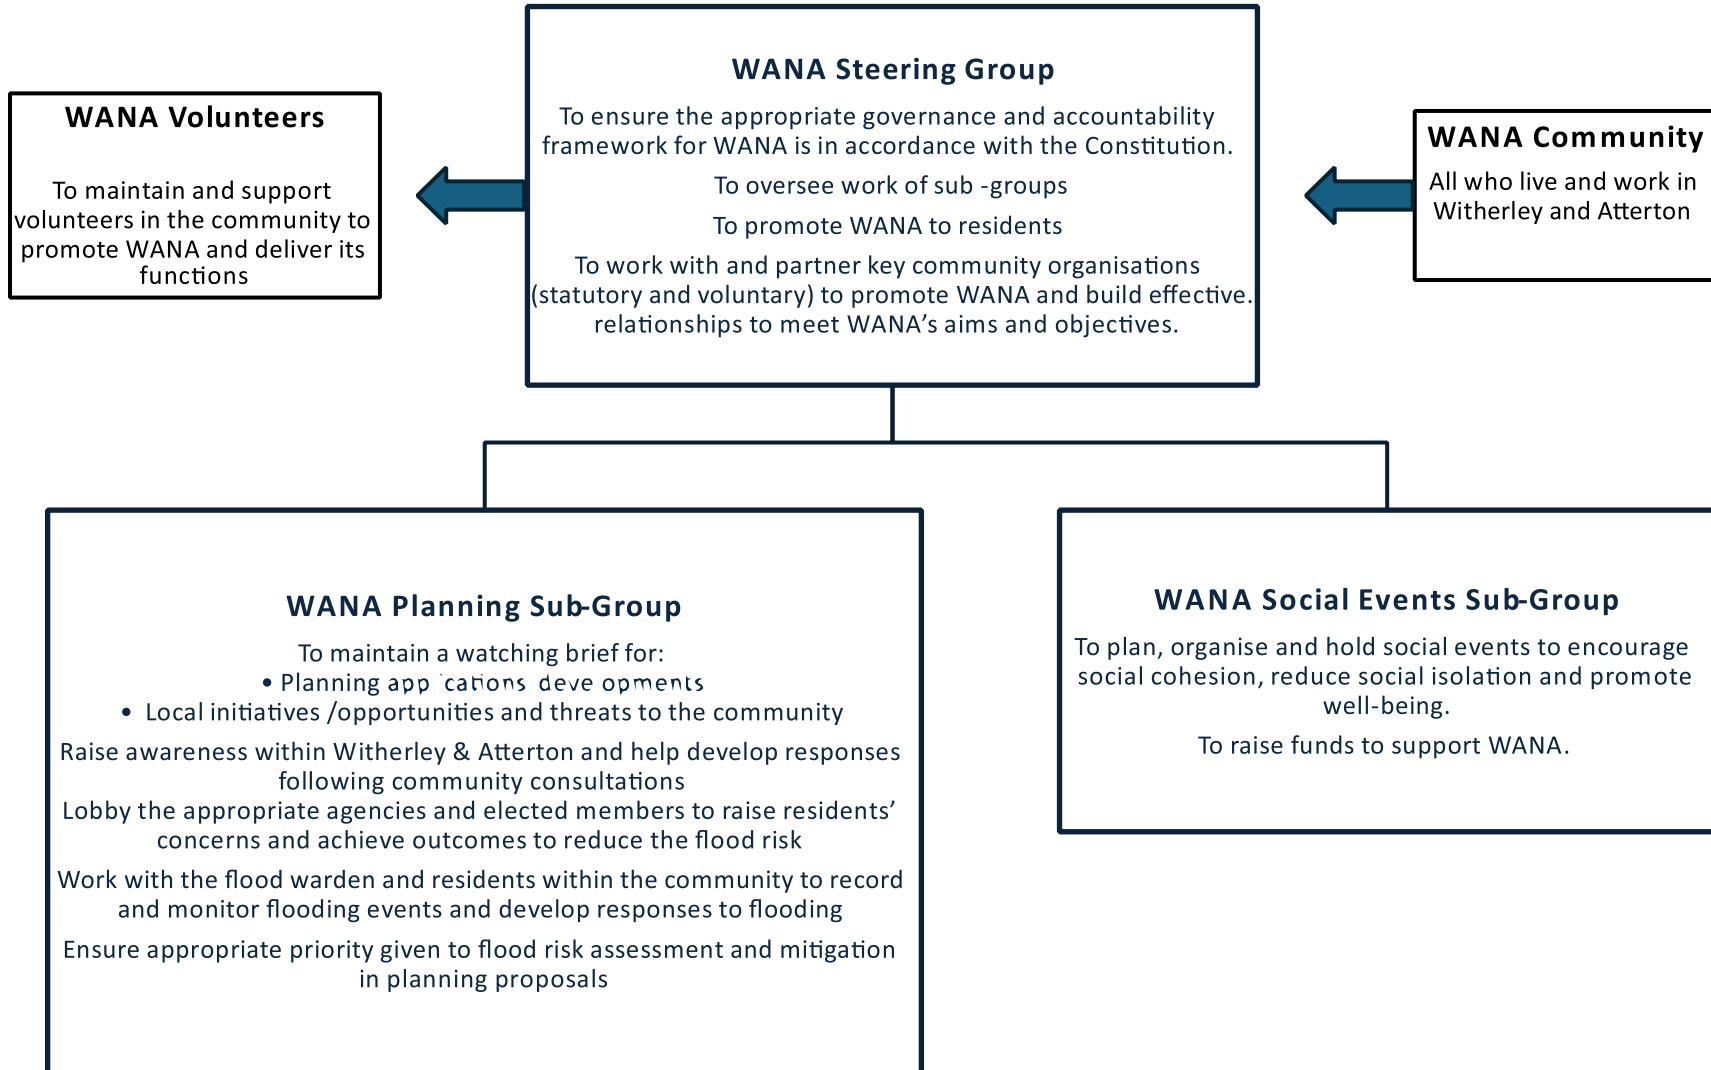 WANA Steering Group
To ensure the appropriate governance and accountability
framework for WANA is in accordance with the Constitution.
To oversee work of sub -groups
To promote WANA to residents
To work with and partner key community organisations
(statutory and voluntary) to promote WANA and build effective.
relationships to meet WANA’s aims and objectives.
WANA Volunteers
To maintain and support
volunteers in the community to
promote WANA and deliver its
functions
WANA Community
All who live and work in
Witherley and Atterton
WANA Planning Sub-Group
To maintain a watching brief for:
• Planning
• Local initiatives /opportunities and threats to the community
Raise awareness within Witherley & Atterton and help develop responses
following community consultations
Lobby the appropriate agencies and elected members to raise residents’
concerns and achieve outcomes to reduce the flood risk
Work with the flood warden and residents within the community to record
and monitor flooding events and develop responses to flooding
Ensure appropriate priority given to flood risk assessment and mitigation
in planning proposals
WANA Social Events Sub-Group
To plan, organise and hold social events to encourage
social cohesion, reduce social isolation and promote
well-being.
To raise funds to support WANA.